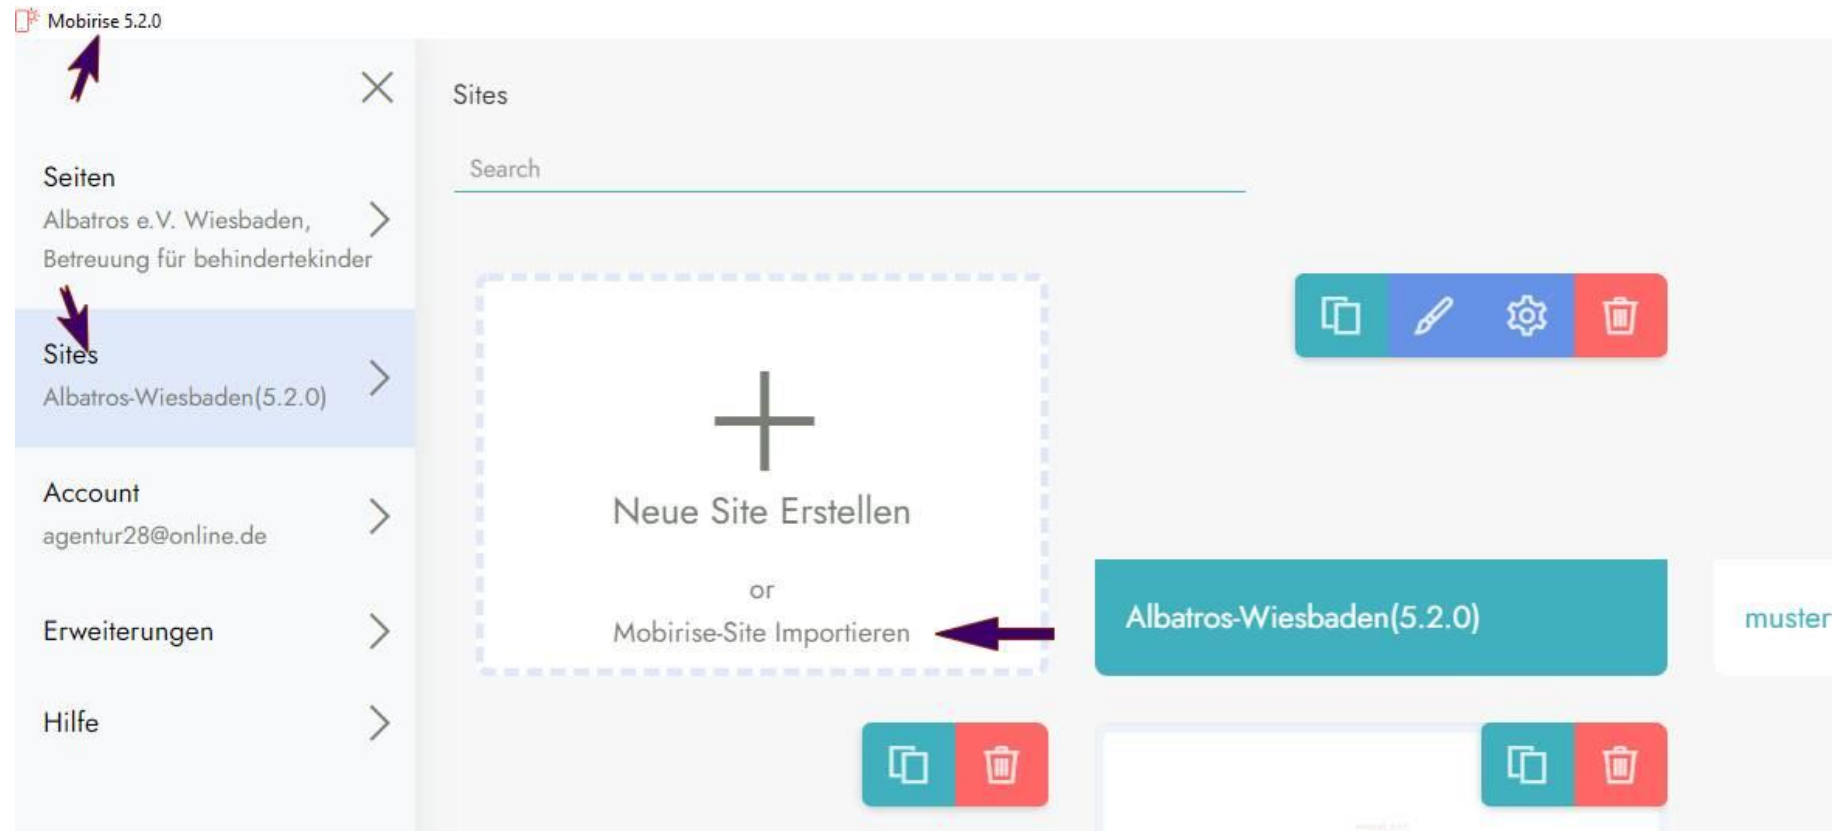 Mobirise 5.2.0
Sites
Search
Seiten
Albatros e.V. Wiesbaden,
Betreuung für behindertekinder
Sites
Albatros-Wiesbaden(5.2.0)
Account
agentur28@online.de
Erweiterungen
Hilfe
Neue Site Erstellen
or
Mobirise-Site Importieren
Albatros-Wiesbaden(5.2.0)
muster